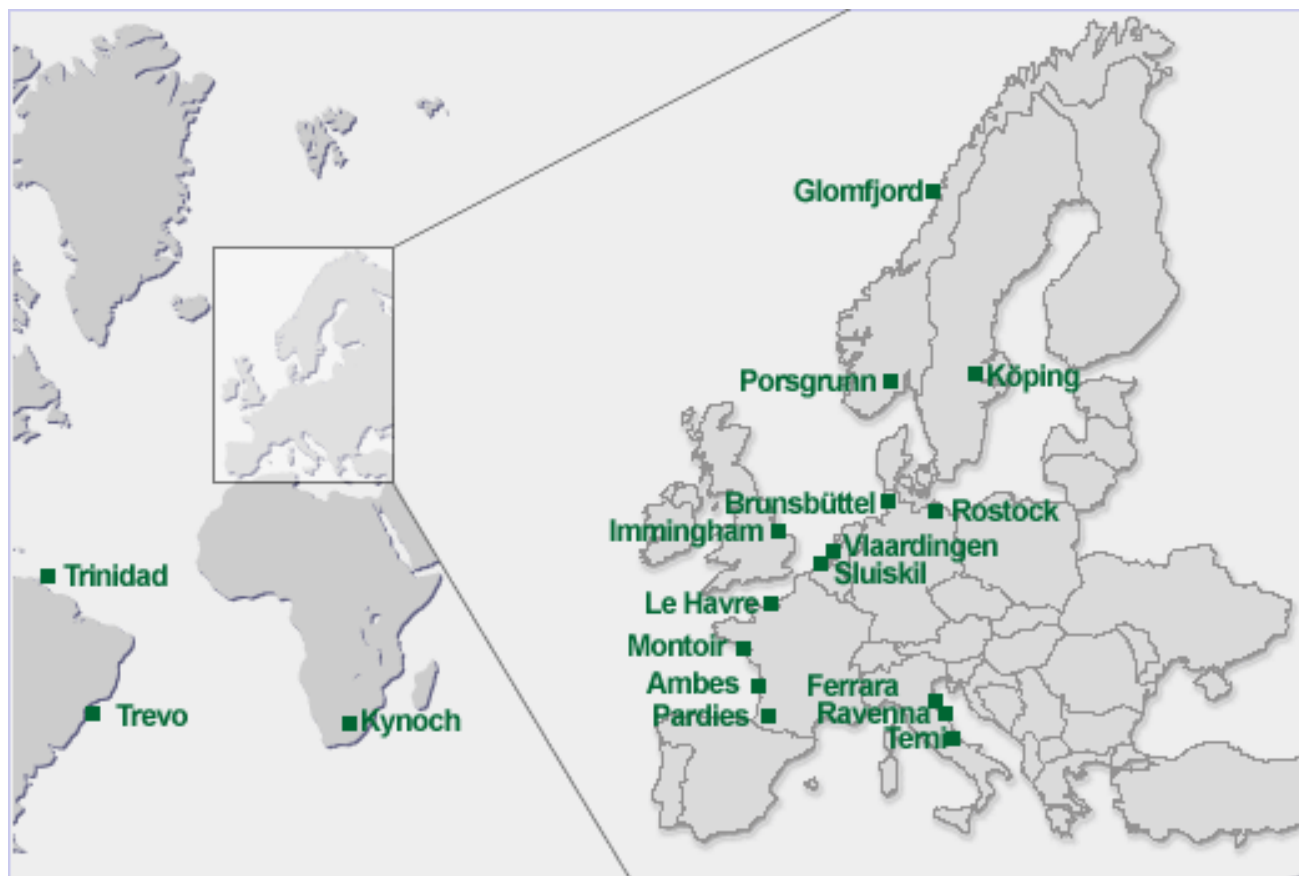 Glomfjord
Porsgrunn
Köping
Brunsbüttel
Rostock
Immingham
Vlaardingen
Sluiskil
Trinidad
Le Havre
Montoir
Ambes
Ferrara
Pardies
Ravenna
Trevo
Kynoch
Terni